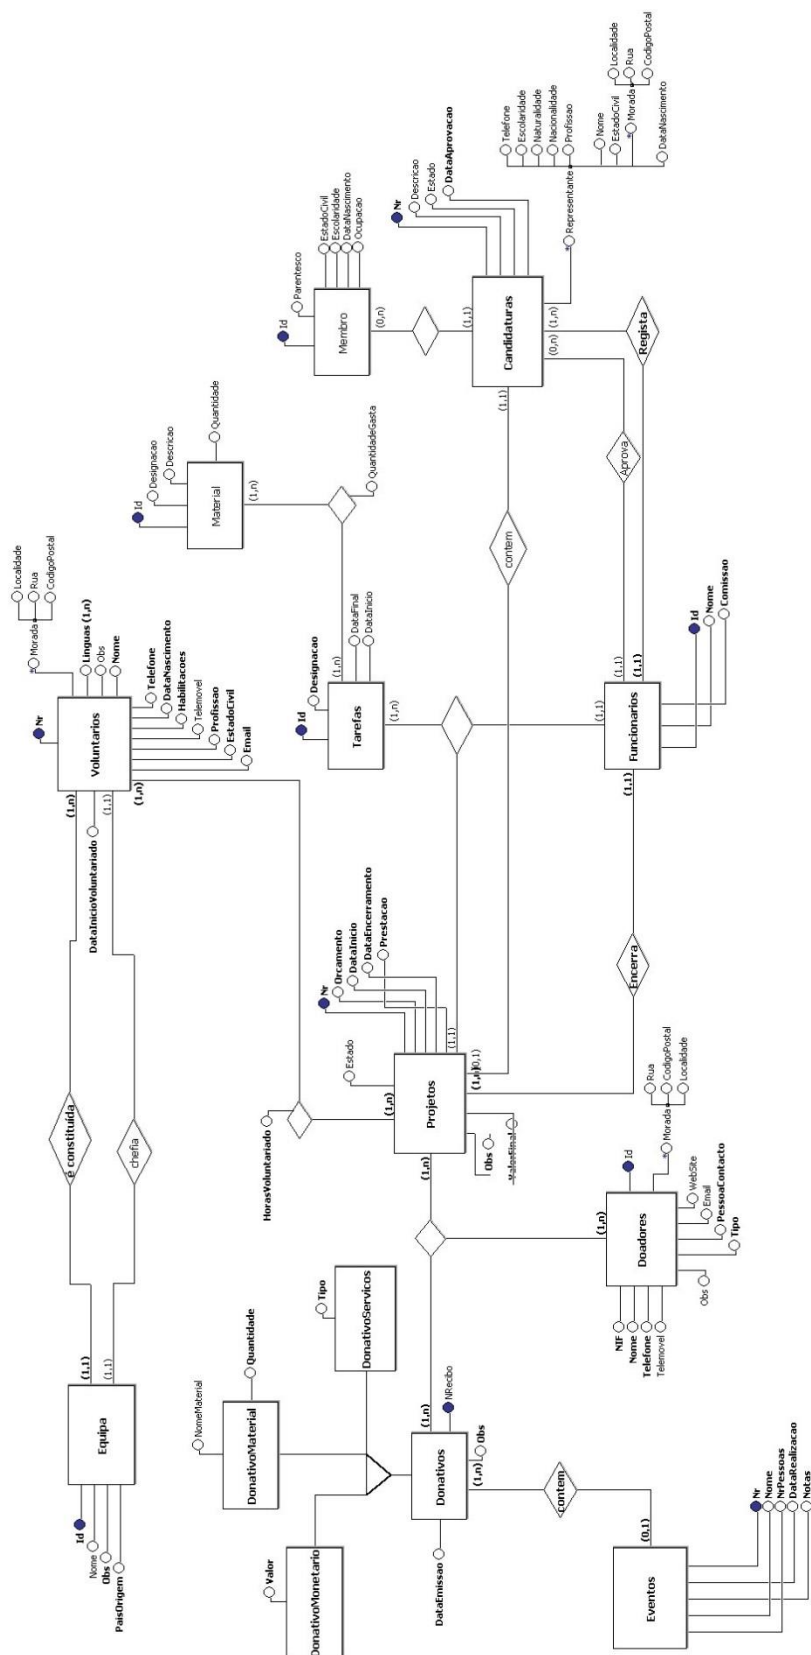 Localidade
Rua
CodigoPostal
Telefone
Escolaridade
Naturalidade
Nacionalidade
Profissao
Nome
EstadoCivil
Morada
DataNascimento
Representante
Nr
Descricao
Estado
DataAprovacao
Candidaturas
(1,1)
(1,n)
(0,n)
(1,1)
Id
Parentesco
EstadoCivil
Escolaridade
DataNascimento
Ocupacao
Membro
(0,n)
Regista
Aprova
Id
Designacao
Descricao
Quantidade
Material
(1,n)
QuantidadeGasta
contem
Localidade
Rua
CodigoPostal
Morada
Linguas (1,n)
Obs
Nome
Nr
Voluntarios
Telefone
DataNascimento
Habilitacoes
Telemovel
Profissao
EstadoCivil
Email
(1,n)
(1,1)
(1,n)
DataInicioVoluntariado
Id
Designacao
DataFinal
DataInicio
Tarefas
(1,n)
(1,n)
Id
Nome
Comissao
Funcionarios
(1,1)
(1,1)
(1,1)
(1,1)
Encerra
Nr
Orcamento
DataInicio
DataEncerramento
Prestacao
Estado
Projetos
(1,n)
(1,1)
(0,1)
(1,n)
(1,n)
Obs
ValorFinal
HorasVoluntariado
é constituída
chefia
Rua
CodigoPostal
Localidade
Morada
Id
WebSite
Email
PessoaContacto
Tipo
Obs
Doadores
(1,n)
NIF
Nome
Telefone
Telemovel
Equipa
(1,1)
(1,1)
Id
Nome
Obs
PaisOrigem
Tipo
DonativoServicos
NomeMaterial
Quantidade
DonativoMaterial
Valor
DonativoMonetario
Donativos
(1,n)
NRecibo
Obs
(1,n)
DataEmissao
contem
(0,1)
Eventos
Nr
Nome
NrPessoas
DataRealizacao
Notas